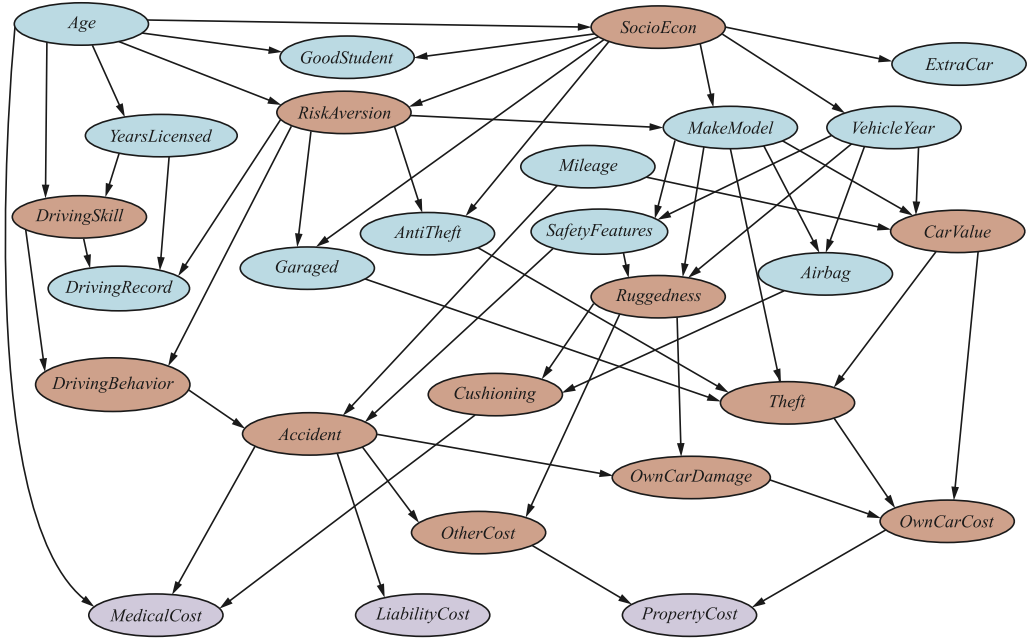 Age
SocioEcon
GoodStudent
ExtraCar
RiskAversion
YearsLicensed
MakeModel
VehicleYear
Mileage
DrivingSkill
AntiTheft
SafetyFeatures
CarValue
Garaged
Airbag
DrivingRecord
Ruggedness
DrivingBehavior
Cushioning
Theft
Accident
OwnCarDamage
OwnCarCost
OtherCost
MedicalCost
LiabilityCost
PropertyCost